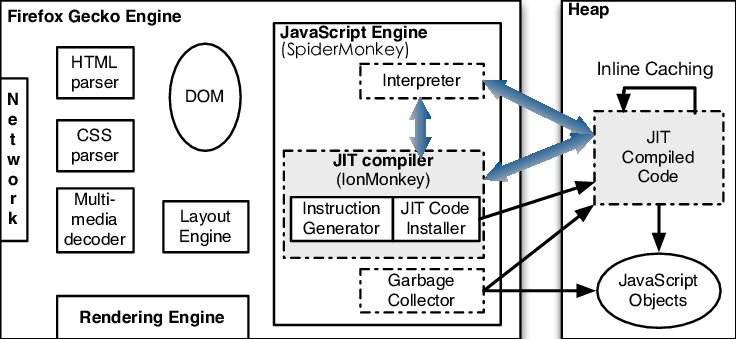 Firefox Gecko Engine
Network
HTML
parser
CSS
parser
Multi-
media
decoder
DOM
Layout
Engine
Rendering Engine
JavaScript Engine
(SpiderMonkey)
Interpreter
JIT compiler
(IonMonkey)
Instruction
Generator
JIT Code
Installer
Garbage
Collector
Heap
Inline Caching
JIT
Compiled
Code
JavaScript
Objects